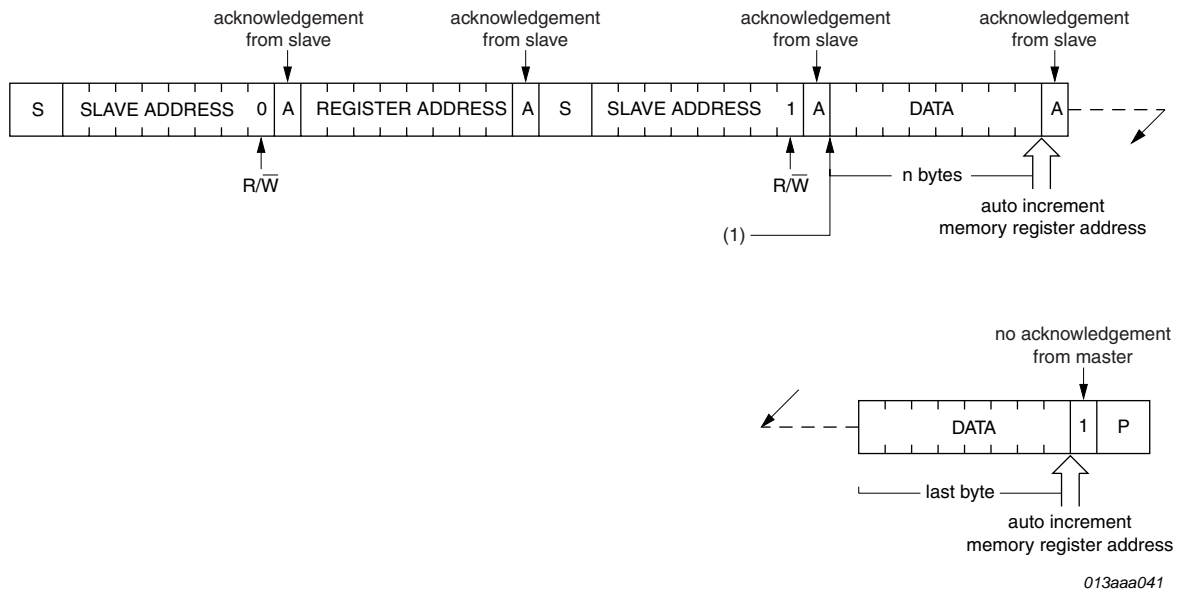 acknowledgement
from slave
acknowledgement
from slave
acknowledgement
from slave
acknowledgement
from slave
S SLAVE ADDRESS 0 A REGISTER ADDRESS A S SLAVE ADDRESS 1 A DATA A
R/W̅
R/W̅
n bytes
auto increment
memory register address
(1)
no acknowledgement
from master
DATA 1 P
last byte
auto increment
memory register address
013aaa041